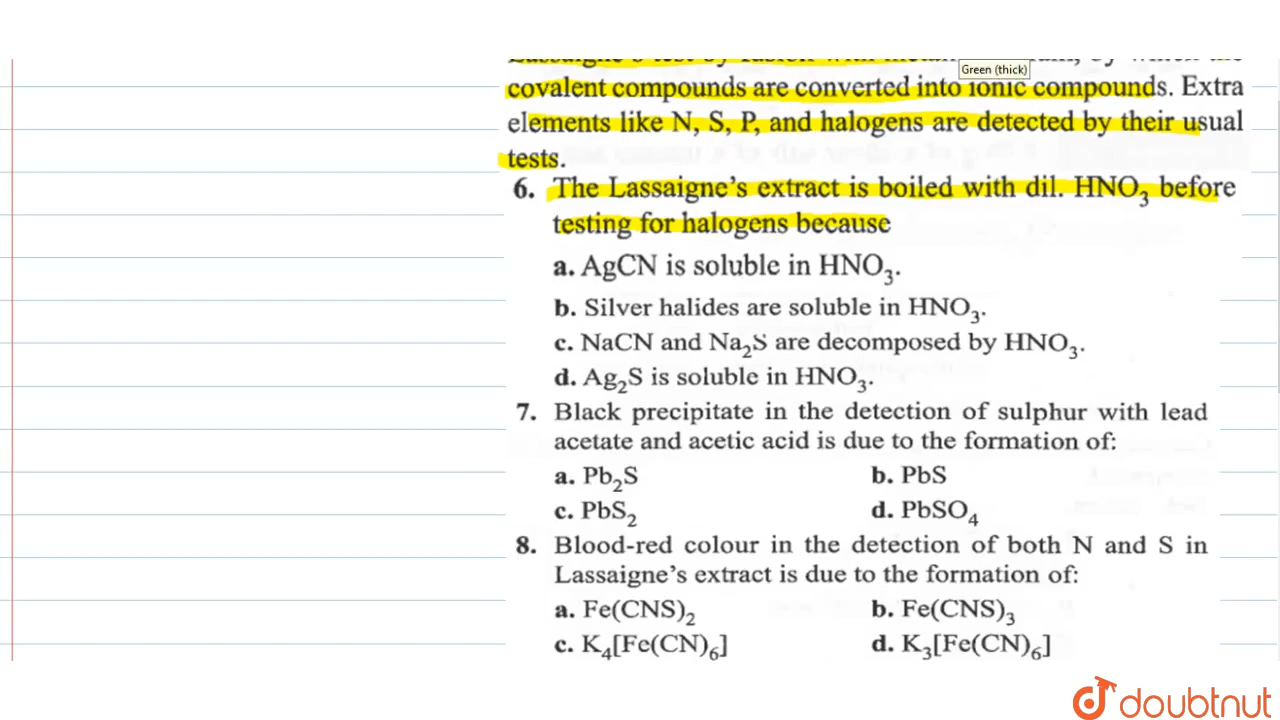 Lassaigne's test by fusion with
Green (thick)
covalent compounds are converted into ionic compounds. Extra
elements like N, S, P, and halogens are detected by their usual
tests.
6. The Lassaigne's extract is boiled with dil. HNO₃ before
testing for halogens because
a. AgCN is soluble in HNO₃.
b. Silver halides are soluble in HNO₃.
c. NaCN and Na₂S are decomposed by HNO₃.
d. Ag₂S is soluble in HNO₃.
7. Black precipitate in the detection of sulphur with lead
acetate and acetic acid is due to the formation of:
a. Pb₂S b. PbS
c. PbS₂ d. PbSO₄
8. Blood-red colour in the detection of both N and S in
Lassaigne's extract is due to the formation of:
a. Fe(CNS)₂ b. Fe(CNS)₃
c. K₄[Fe(CN)₆] d. K₃[Fe(CN)₆]
doubtnut